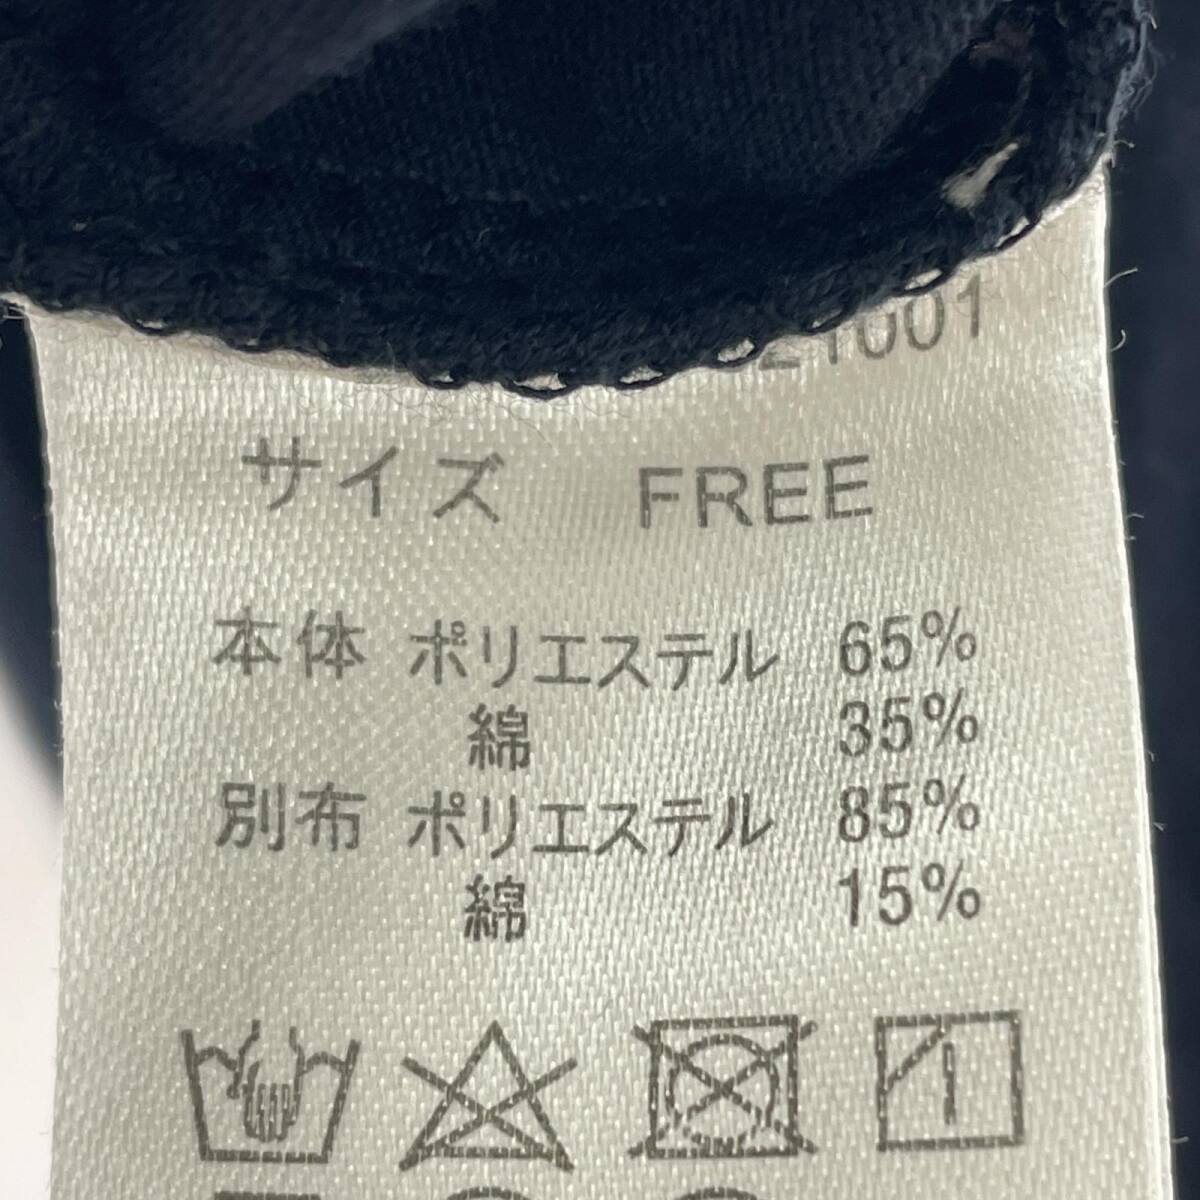 21001
サイズ FREE
本体 ポリエステル 65%
綿 35%
別布 ポリエステル 85%
綿 15%